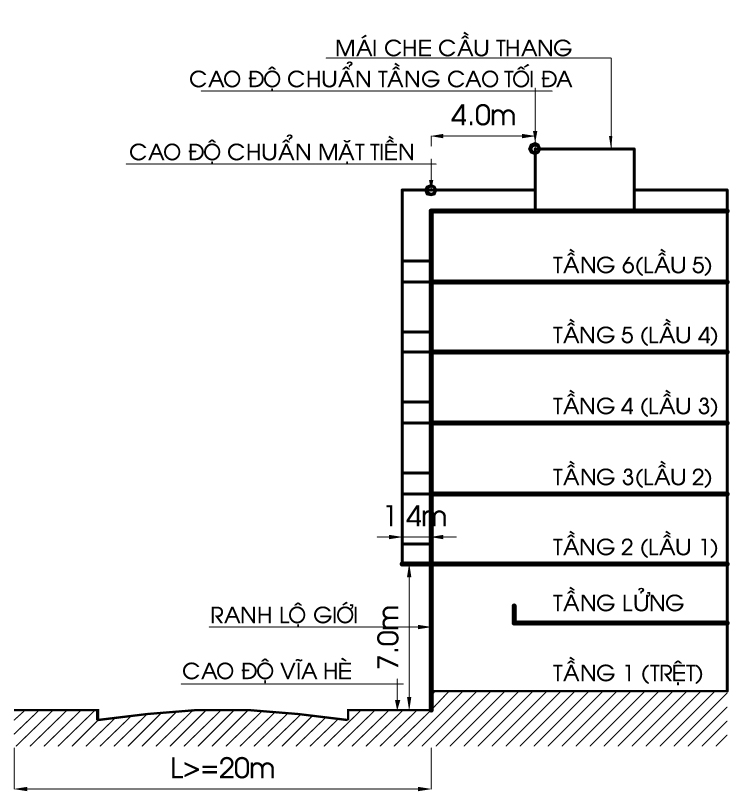 MÁI CHE CẦU THANG
CAO ĐỘ CHUẨN TẦNG CAO TỐI ĐA
4.0m
CAO ĐỘ CHUẨN MẶT TIỀN
TẦNG 6(LẦU 5)
TẦNG 5 (LẦU 4)
TẦNG 4 (LẦU 3)
TẦNG 3(LẦU 2)
1 4m
TẦNG 2 (LẦU 1)
TẦNG LỬNG
RANH LỘ GIỚI
7.0m
CAO ĐỘ VĨA HÈ
TẦNG 1 (TRỆT)
L>=20m